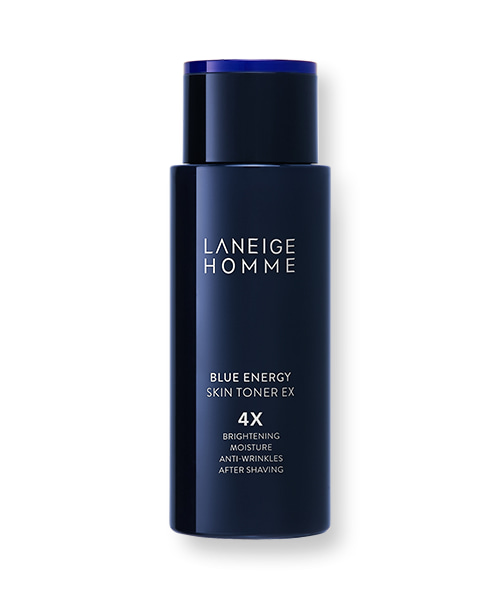 LANEIGE
HOMME
BLUE ENERGY
SKIN TONER EX
4X
BRIGHTENING
MOISTURE
ANTI-WRINKLES
AFTER SHAVING